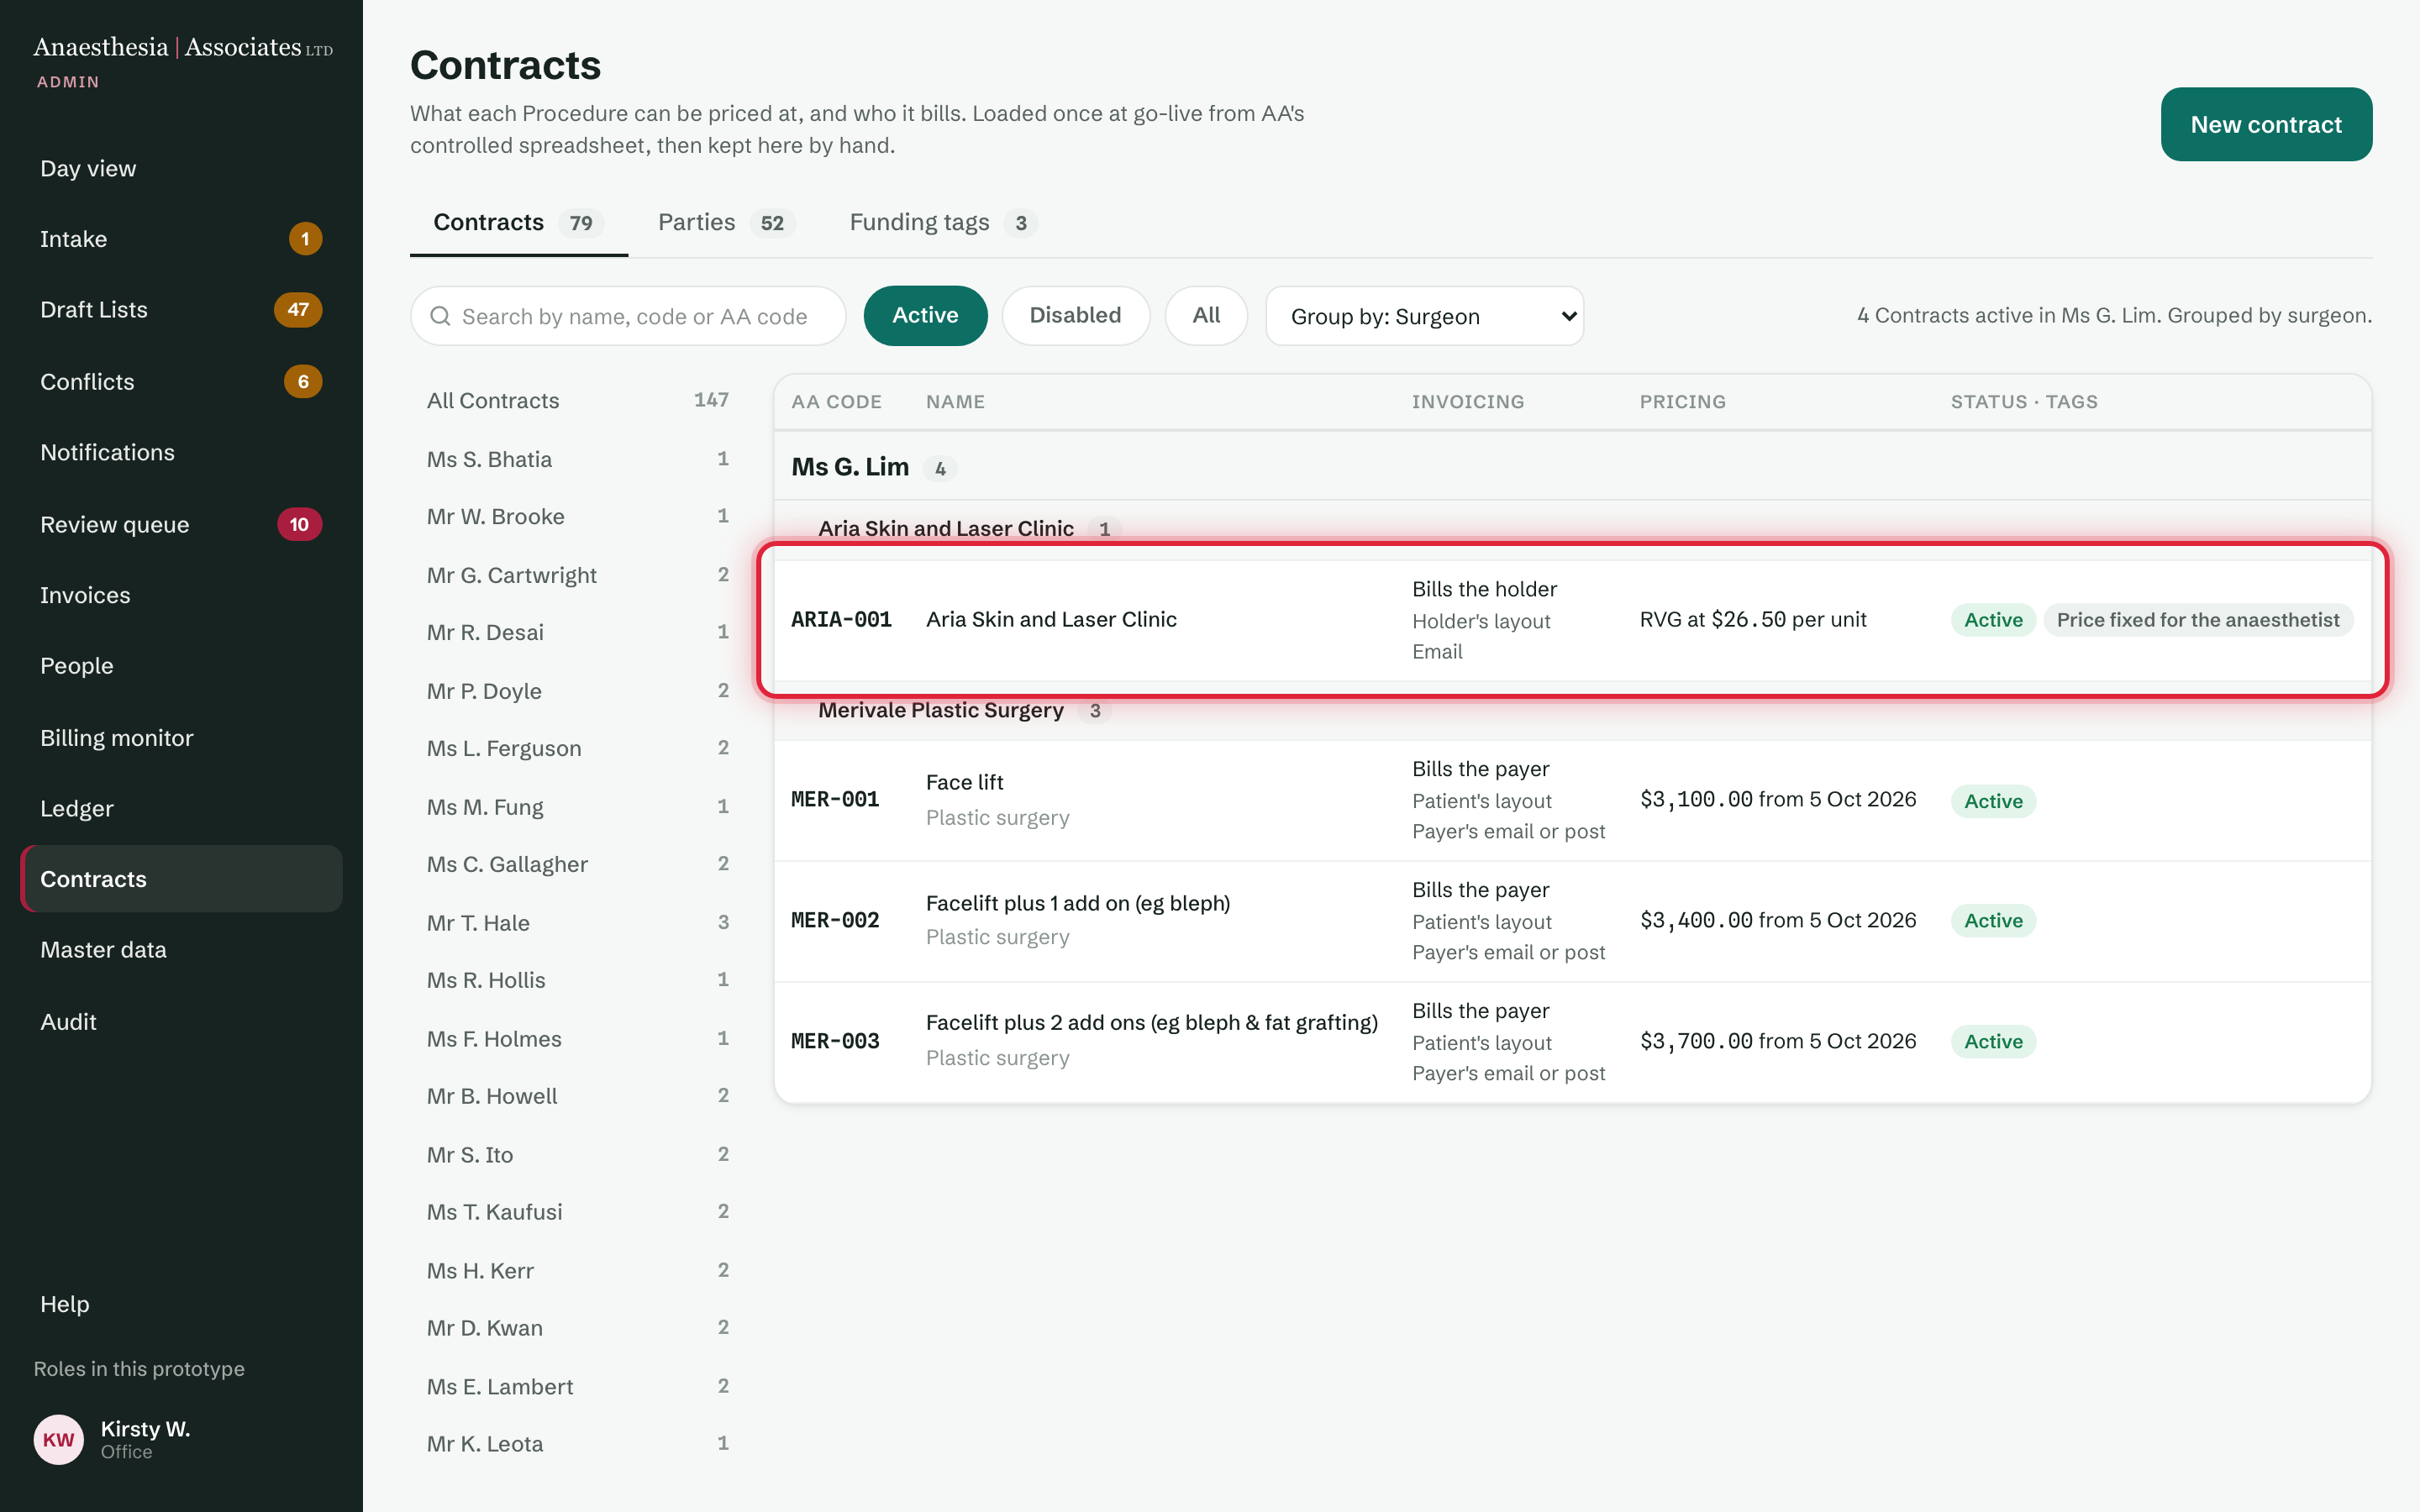 Anaesthesia | Associates LTD
ADMIN
Day view
Intake 1
Draft Lists 47
Conflicts 6
Notifications
Review queue 10
Invoices
People
Billing monitor
Ledger
Contracts
Master data
Audit
Help
Roles in this prototype
KW
Kirsty W.
Office
Contracts
What each Procedure can be priced at, and who it bills. Loaded once at go-live from AA's
controlled spreadsheet, then kept here by hand.
New contract
Contracts 79 Parties 52 Funding tags 3
Search by name, code or AA code Active Disabled All Group by: Surgeon 4 Contracts active in Ms G. Lim. Grouped by surgeon.
All Contracts 147
Ms S. Bhatia 1
Mr W. Brooke 1
Mr G. Cartwright 2
Mr R. Desai 1
Mr P. Doyle 2
Ms L. Ferguson 2
Ms M. Fung 1
Ms C. Gallagher 2
Mr T. Hale 3
Ms R. Hollis 1
Ms F. Holmes 1
Mr B. Howell 2
Mr S. Ito 2
Ms T. Kaufusi 2
Ms H. Kerr 2
Mr D. Kwan 2
Ms E. Lambert 2
Mr K. Leota 1
AA CODE NAME INVOICING PRICING STATUS · TAGS
Ms G. Lim 4
Aria Skin and Laser Clinic 1
ARIA-001 Aria Skin and Laser Clinic Bills the holder RVG at $26.50 per unit Active Price fixed for the anaesthetist
Holder's layout
Email
Merivale Plastic Surgery 3
MER-001 Face lift Bills the payer $3,100.00 from 5 Oct 2026 Active
Plastic surgery Patient's layout
Payer's email or post
MER-002 Facelift plus 1 add on (eg bleph) Bills the payer $3,400.00 from 5 Oct 2026 Active
Plastic surgery Patient's layout
Payer's email or post
MER-003 Facelift plus 2 add ons (eg bleph & fat grafting) Bills the payer $3,700.00 from 5 Oct 2026 Active
Plastic surgery Patient's layout
Payer's email or post